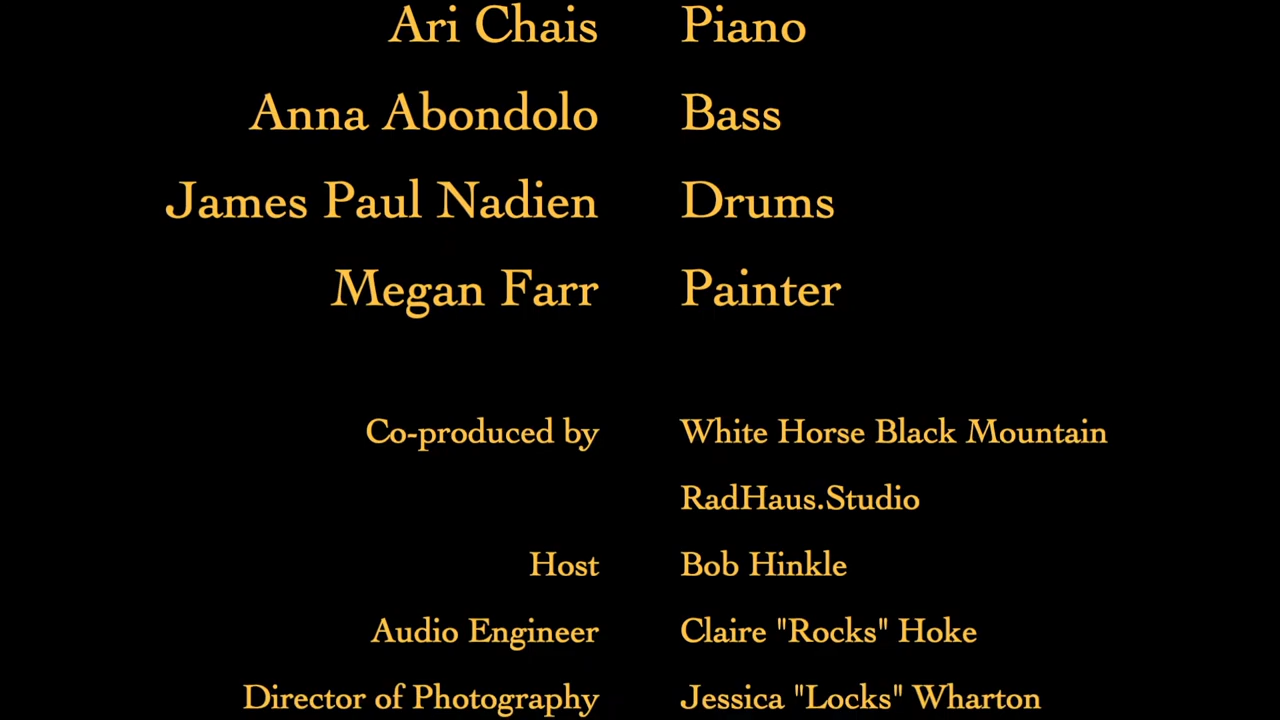 Ari Chais Piano
Anna Abondolo Bass
James Paul Nadien Drums
Megan Farr Painter
Co-produced by White Horse Black Mountain
RadHaus.Studio
Host Bob Hinkle
Audio Engineer Claire "Rocks" Hoke
Director of Photography Jessica "Locks" Wharton